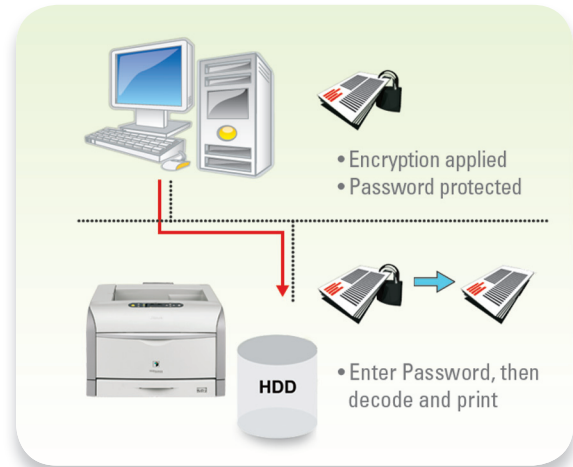 • Encryption applied
• Password protected
HDD
• Enter Password, then
decode and print